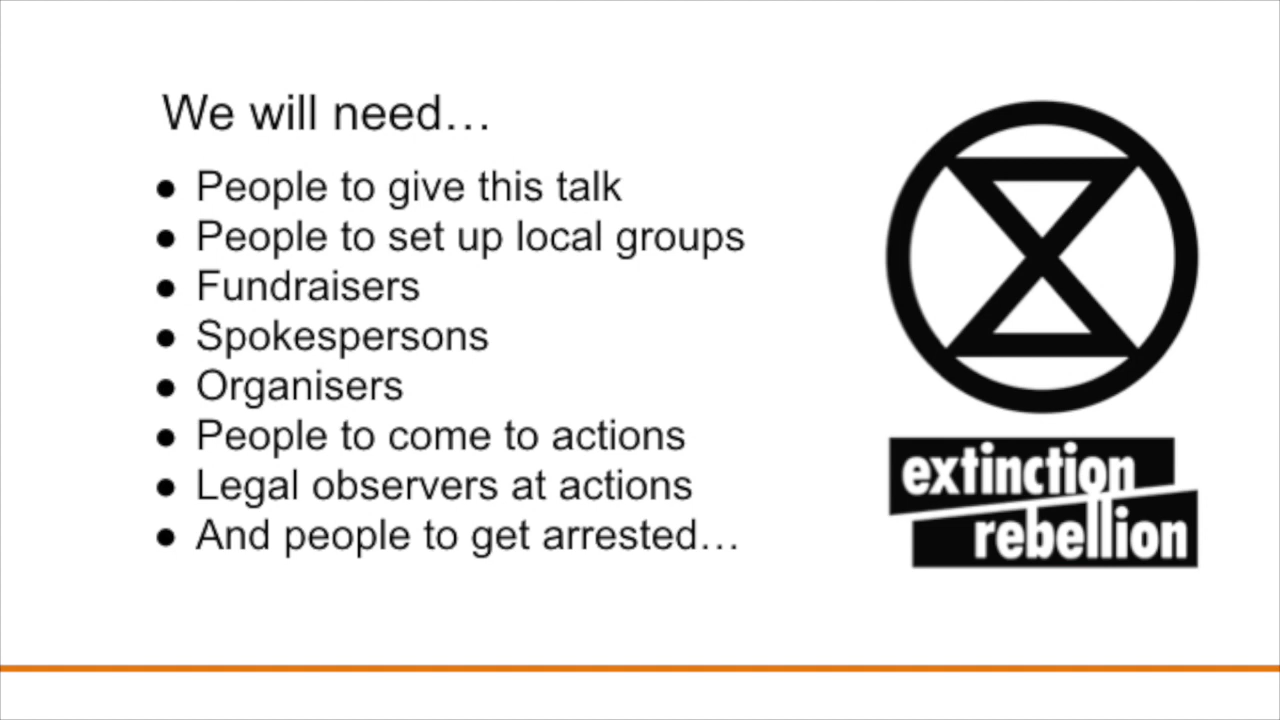 We will need…
● People to give this talk
● People to set up local groups
● Fundraisers
● Spokespersons
● Organisers
● People to come to actions
● Legal observers at actions
● And people to get arrested…
extinction
rebellion